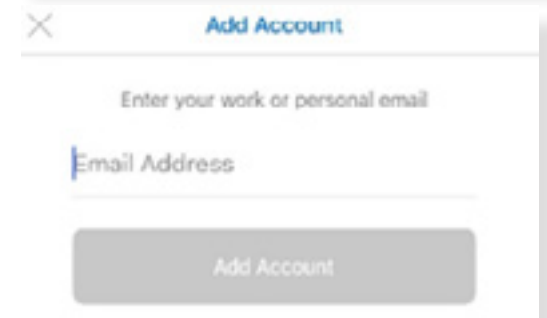 Add Account
Enter your work or personal email
Email Address
Add Account